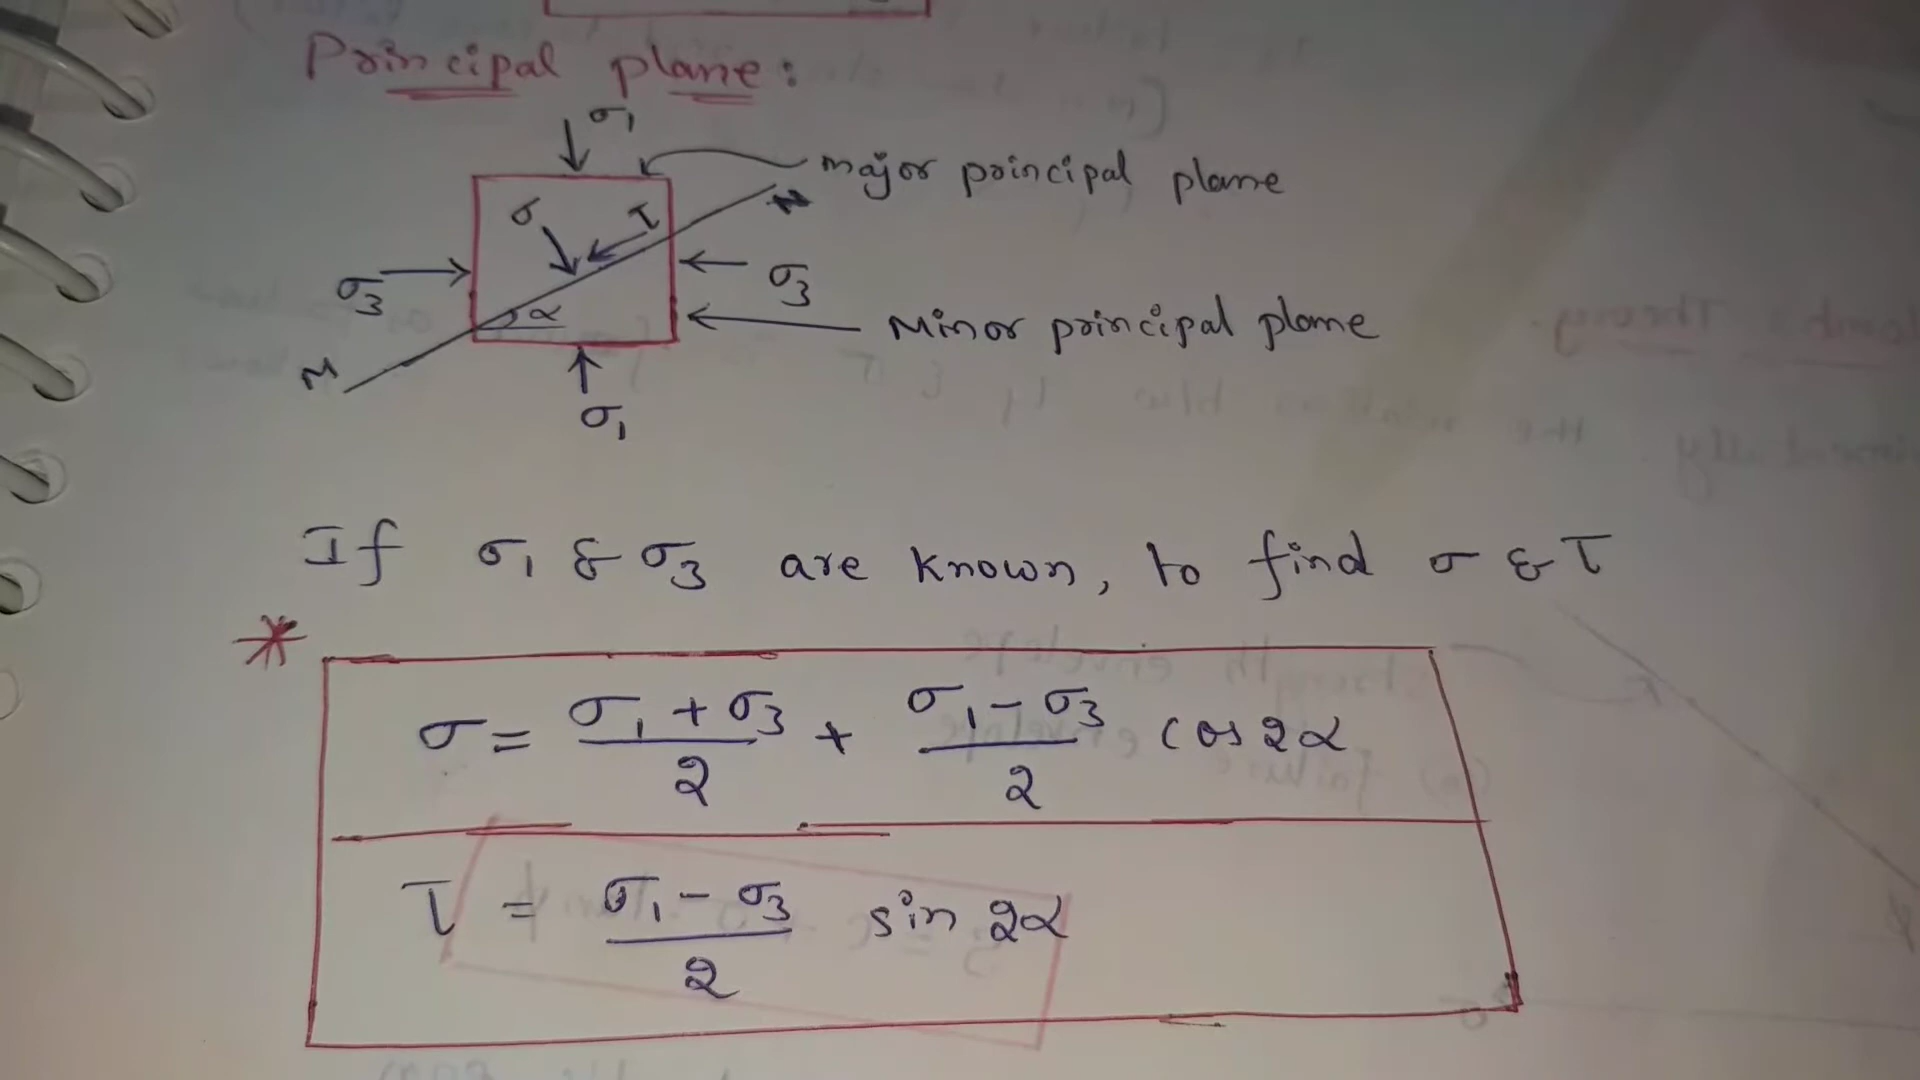 Principal plane:
σ₁
major principal plane
N
σ
τ
σ₃
σ₃
α
Minor principal plane
M
σ₁
If σ₁ & σ₃ are known, to find σ & τ
*
σ = (σ₁ + σ₃)/2 + (σ₁ - σ₃)/2 cos 2α
τ = (σ₁ - σ₃)/2 sin 2α